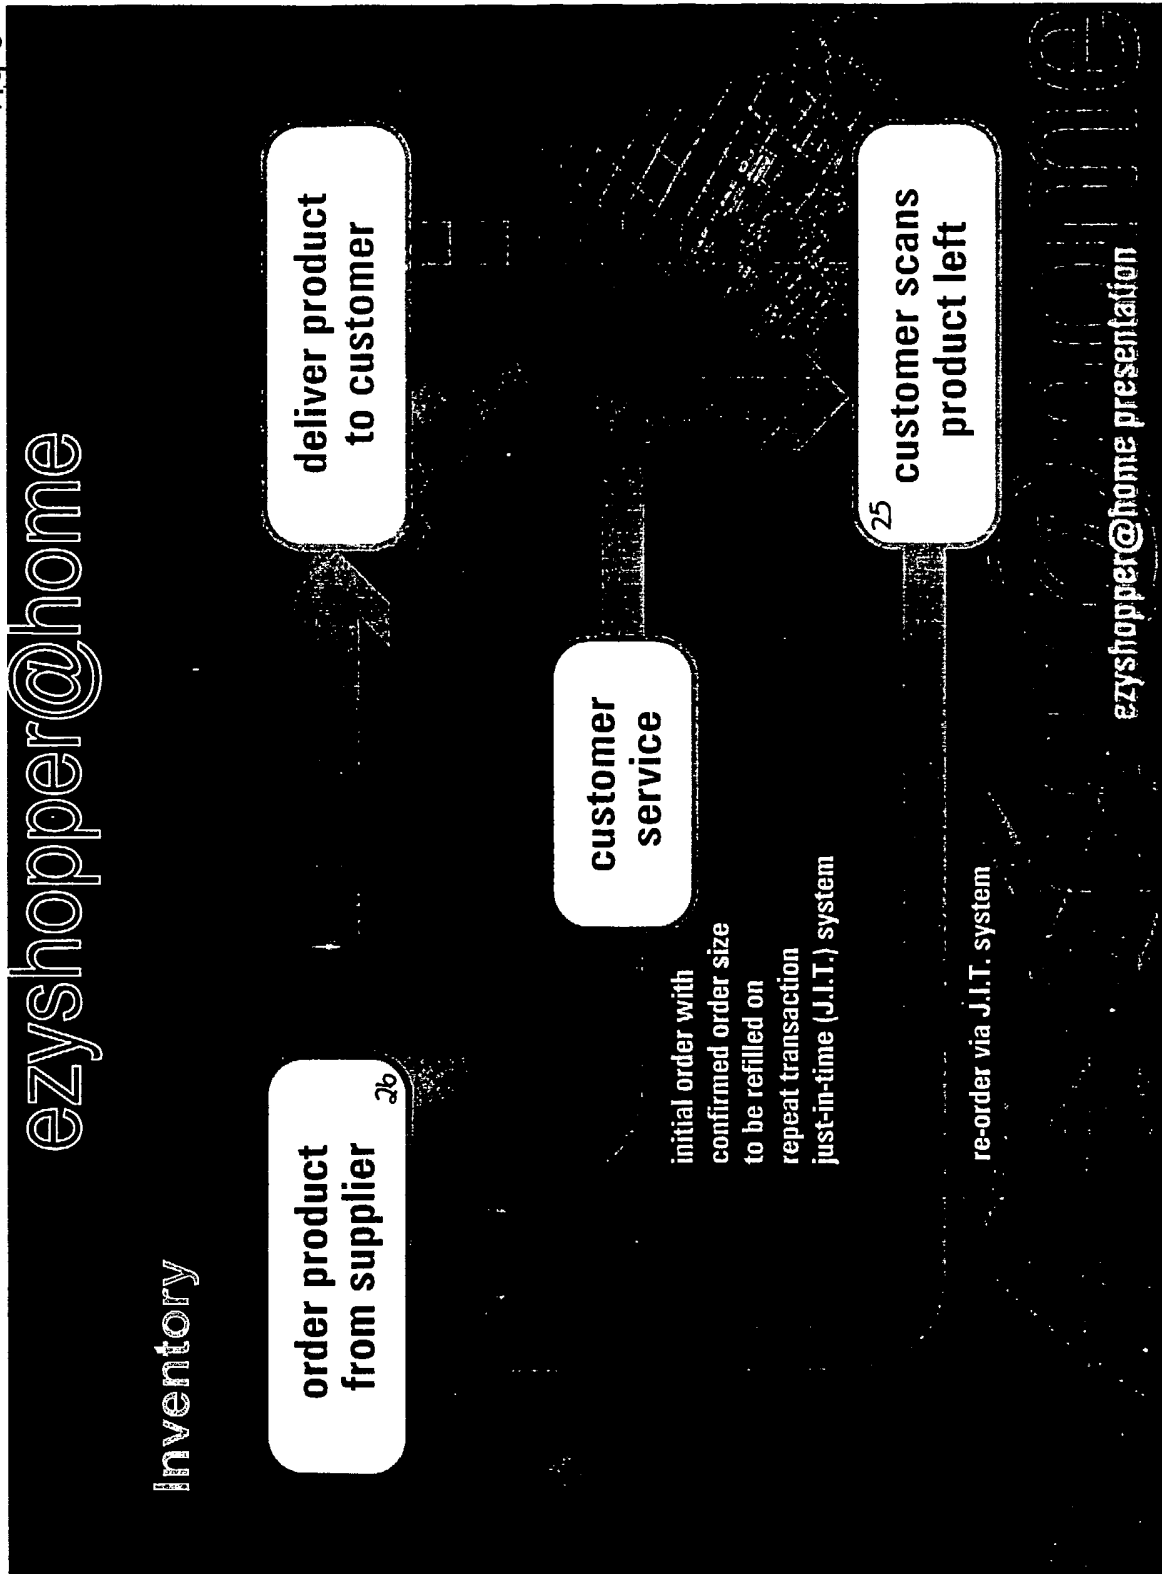 ezyshopper@home
Inventory
order product
from supplier
26
deliver product
to customer
customer
service
initial order with
confirmed order size
to be refilled on
repeat transaction
just-in-time (J.I.T.) system
25
customer scans
product left
re-order via J.I.T. system
ezyshopper@home presentation